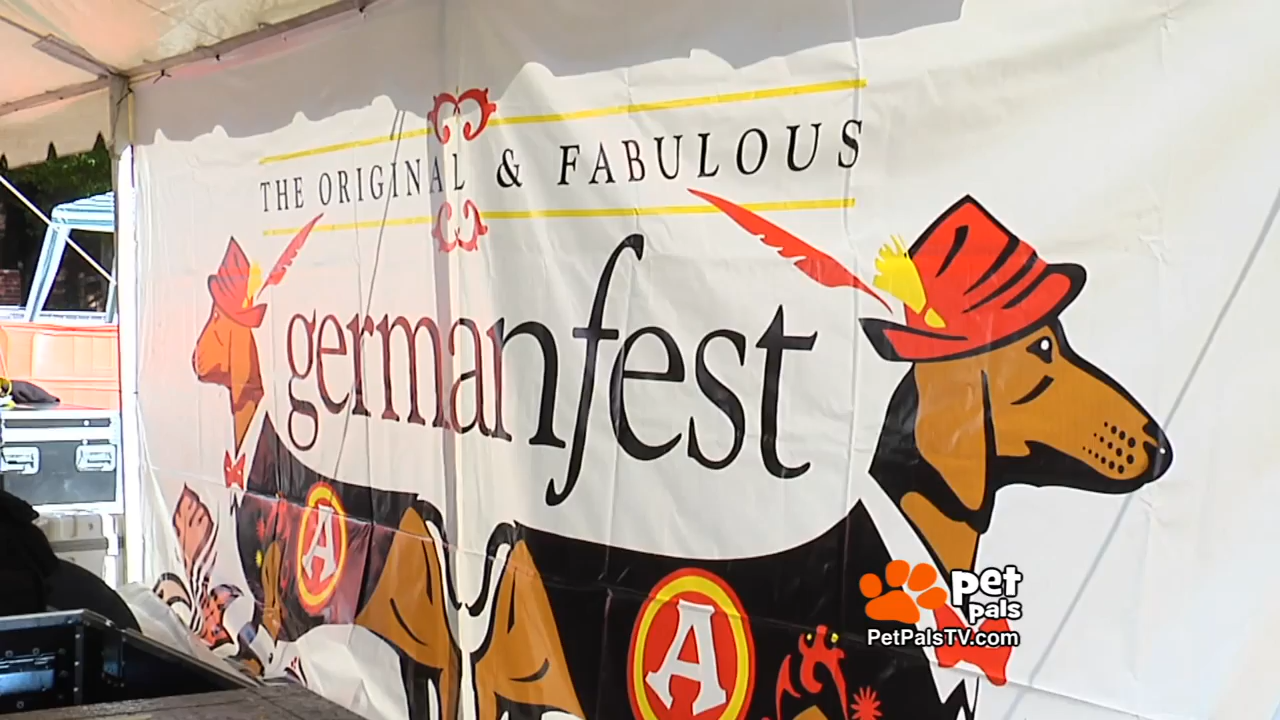 THE ORIGINAL & FABULOUS
germanfest
A
A
pet
pals
PetPalsTV.com